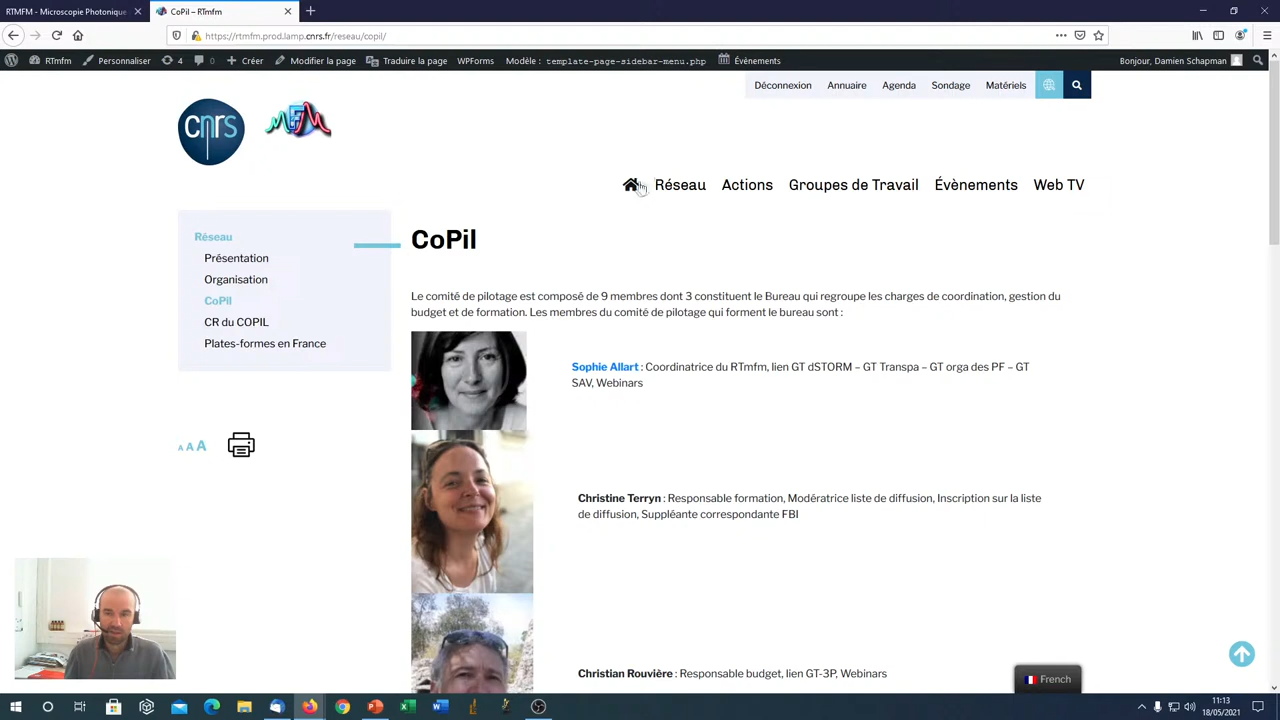 RTMFM – Microscopie Photonique
CoPil – RTmfm
https://rtmfm.prod.lamp.cnrs.fr/reseau/copil/
RTmfm
Personnaliser
4
0
Créer
Modifier la page
Traduire la page
WPForms
Modèle : template-page-sidebar-menu.php
Évènements
Bonjour, Damien Schapman
Déconnexion
Annuaire
Agenda
Sondage
Matériels
cnrs
MFM
Réseau
Actions
Groupes de Travail
Évènements
Web TV
Réseau
Présentation
Organisation
CoPil
CR du COPIL
Plates-formes en France
A A A
CoPil
Le comité de pilotage est composé de 9 membres dont 3 constituent le Bureau qui regroupe les charges de coordination, gestion du
budget et de formation. Les membres du comité de pilotage qui forment le bureau sont :
Sophie Allart : Coordinatrice du RTmfm, lien GT dSTORM – GT Transpa – GT orga des PF – GT
SAV, Webinars
Christine Terryn : Responsable formation, Modératrice liste de diffusion, Inscription sur la liste
de diffusion, Suppléante correspondante FBI
Christian Rouvière : Responsable budget, lien GT-3P, Webinars
French
11:13
18/05/2021